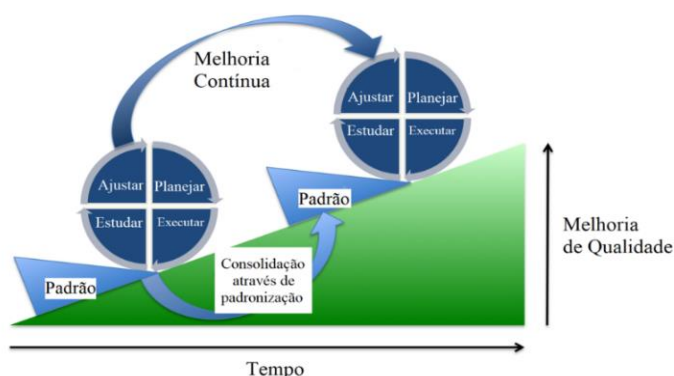 Melhoria
Contínua
Ajustar
Planejar
Estudar
Executar
Ajustar
Planejar
Estudar
Executar
Padrão
Padrão
Consolidação
através de
padronização
Melhoria
de Qualidade
Tempo